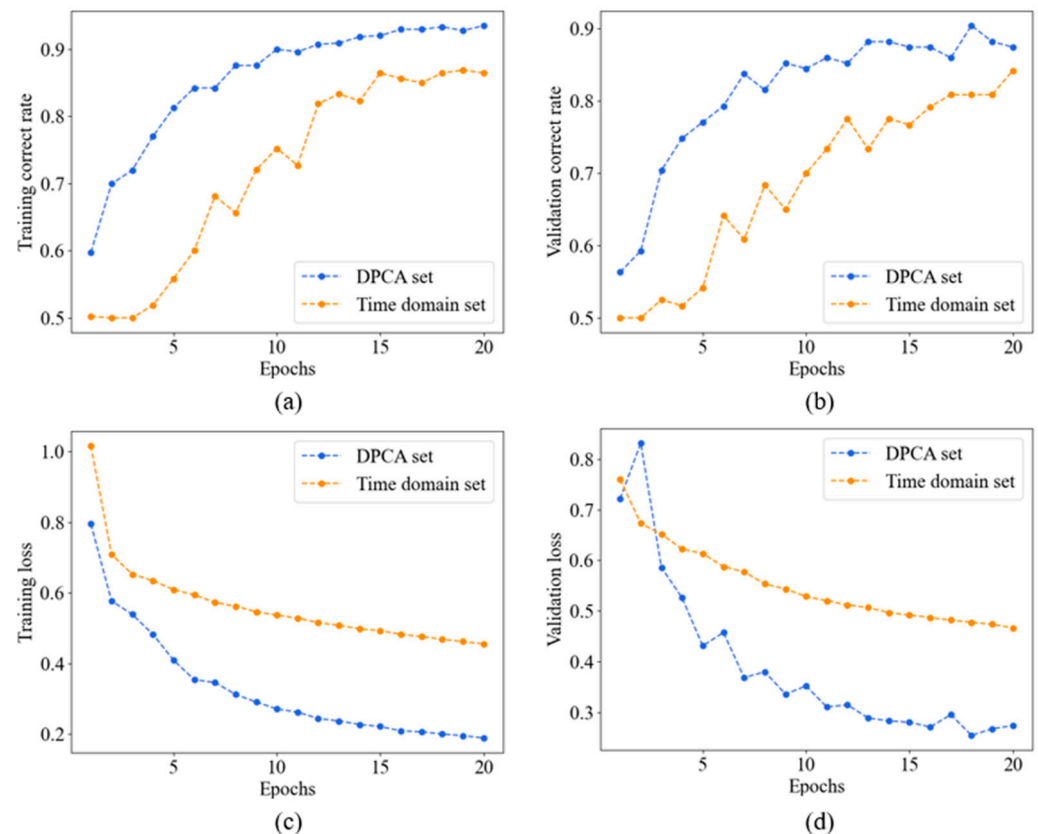 0.9
0.8
0.7
0.6
0.5
Training correct rate
DPCA set
Time domain set
5
10
15
20
Epochs
(a)
0.9
0.8
0.7
0.6
0.5
Validation correct rate
DPCA set
Time domain set
5
10
15
20
Epochs
(b)
1.0
0.8
0.6
0.4
0.2
Training loss
DPCA set
Time domain set
5
10
15
20
Epochs
(c)
0.8
0.7
0.6
0.5
0.4
0.3
Validation loss
DPCA set
Time domain set
5
10
15
20
Epochs
(d)